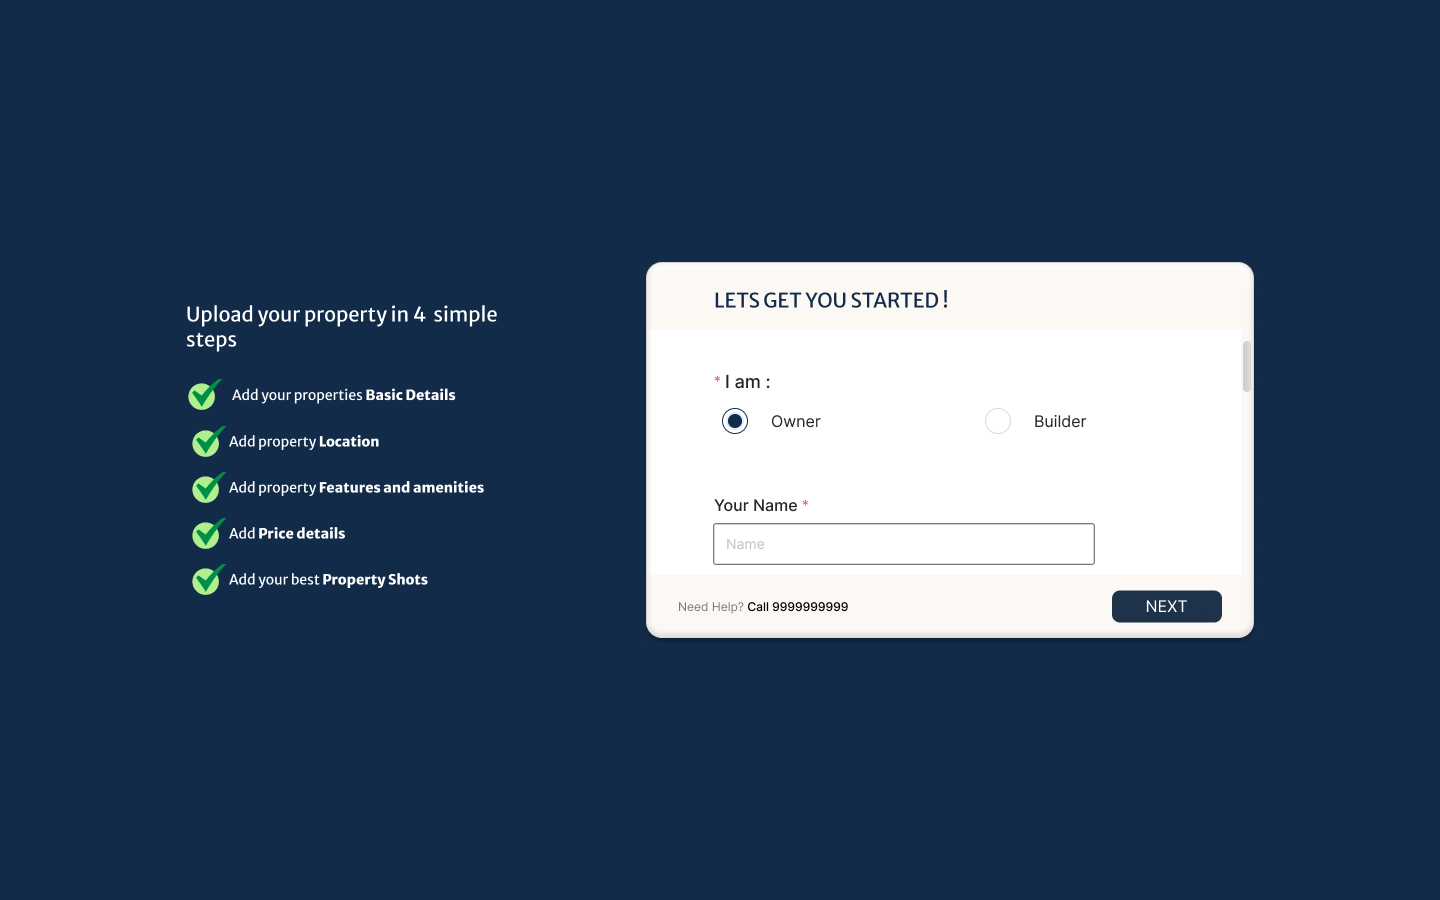 Upload your property in 4 simple
steps
Add your properties Basic Details
Add property Location
Add property Features and amenities
Add Price details
Add your best Property Shots
LETS GET YOU STARTED !
* I am :
Owner
Builder
Your Name *
Name
Need Help? Call 9999999999
NEXT